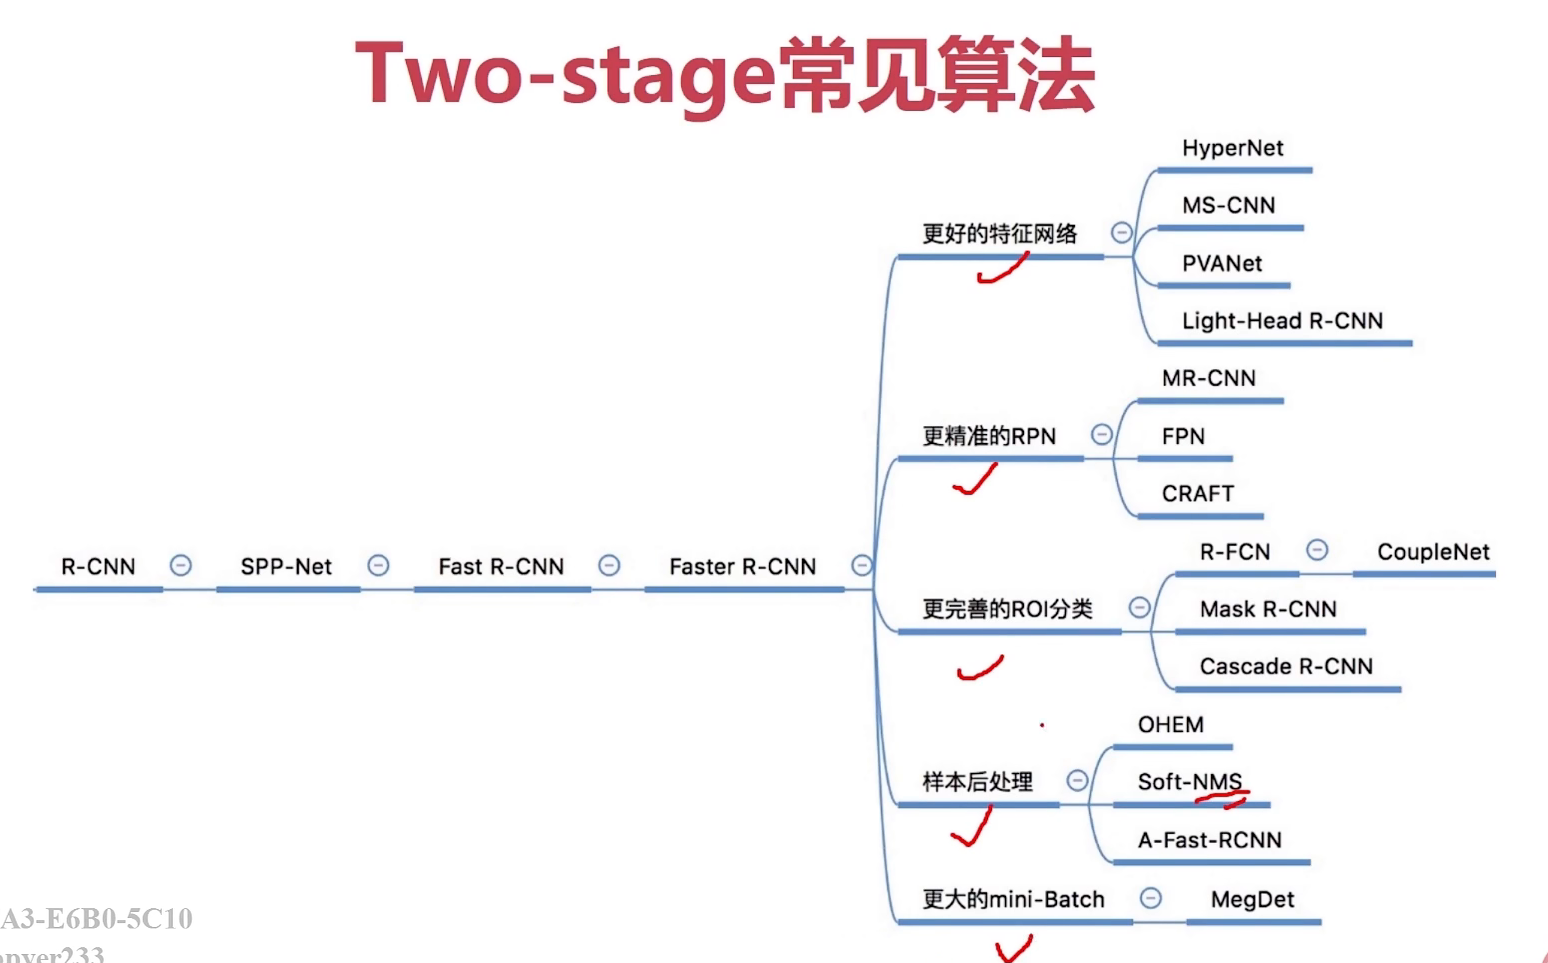 Two-stage常见算法
HyperNet
MS-CNN
更好的特征网络
PVANet
Light-Head R-CNN
MR-CNN
更精准的RPN
FPN
CRAFT
R-CNN
SPP-Net
Fast R-CNN
Faster R-CNN
R-FCN
CoupleNet
更完善的ROI分类
Mask R-CNN
Cascade R-CNN
OHEM
样本后处理
Soft-NMS
A-Fast-RCNN
更大的mini-Batch
MegDet
A3-E6B0-5C10